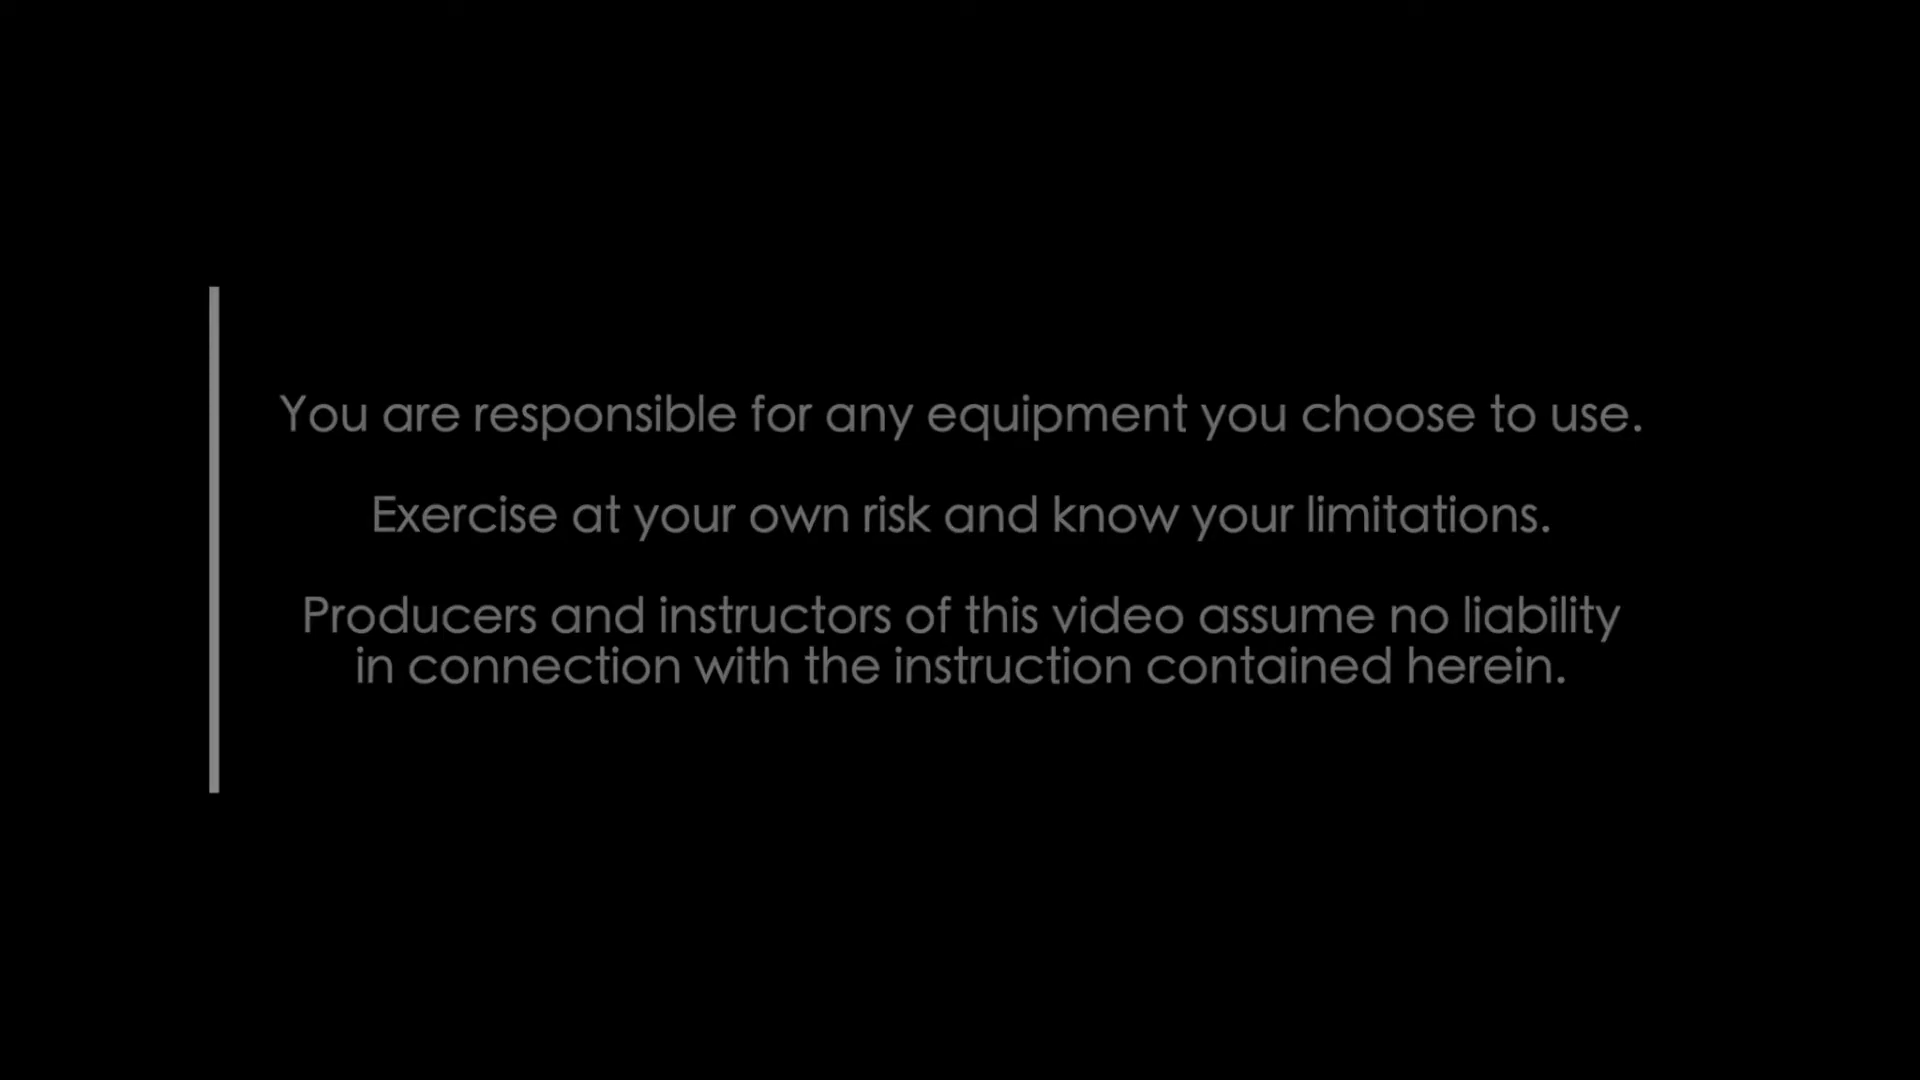 You are responsible for any equipment you choose to use.
Exercise at your own risk and know your limitations.
Producers and instructors of this video assume no liability
in connection with the instruction contained herein.